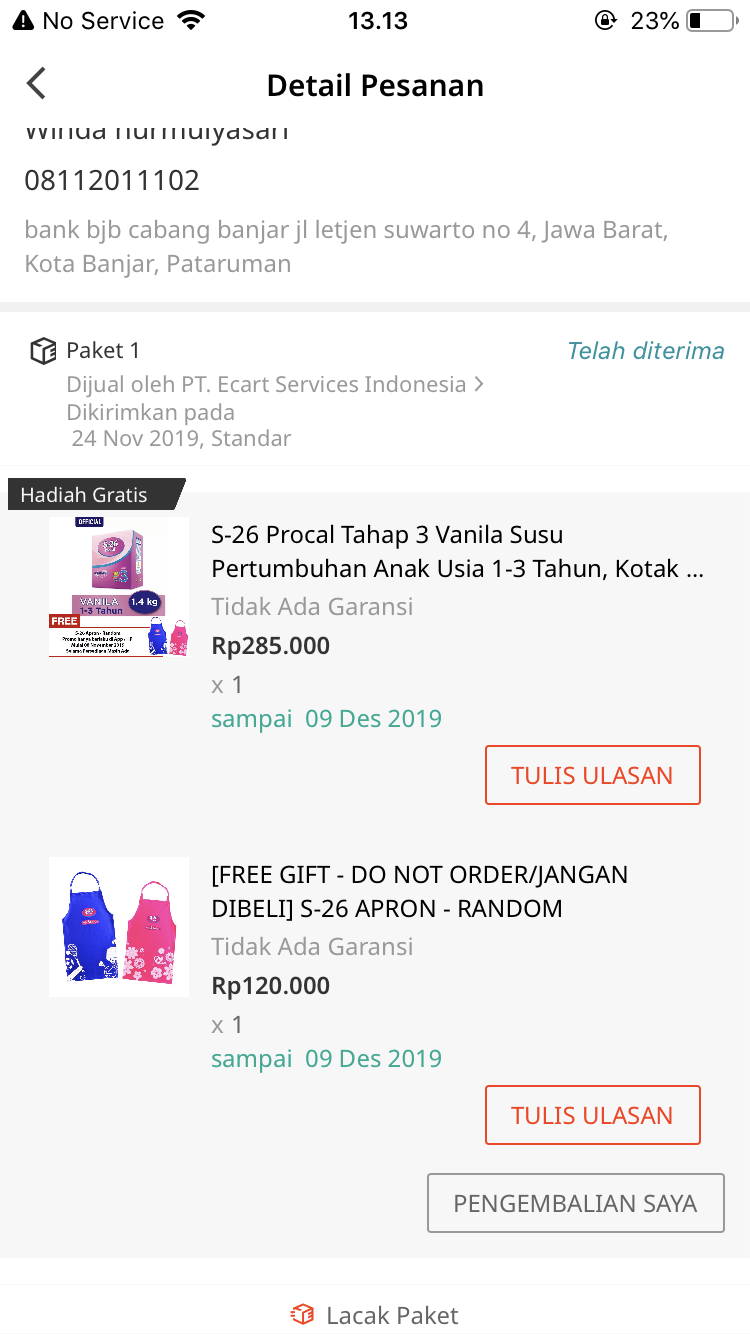 No Service
13.13
23%
Detail Pesanan
Winda nurmulyasari
08112011102
bank bjb cabang banjar jl letjen suwarto no 4, Jawa Barat,
Kota Banjar, Pataruman
Paket 1
Telah diterima
Dijual oleh PT. Ecart Services Indonesia >
Dikirimkan pada
24 Nov 2019, Standar
Hadiah Gratis
OFFICIAL
S-26
VANILA
1-3 Tahun
1.4 kg
FREE
S-26 Apron - Random
S-26 Procal Tahap 3 Vanila Susu
Pertumbuhan Anak Usia 1-3 Tahun, Kotak ...
Tidak Ada Garansi
Rp285.000
x 1
sampai 09 Des 2019
TULIS ULASAN
[FREE GIFT - DO NOT ORDER/JANGAN
DIBELI] S-26 APRON - RANDOM
Tidak Ada Garansi
Rp120.000
x 1
sampai 09 Des 2019
TULIS ULASAN
PENGEMBALIAN SAYA
Lacak Paket